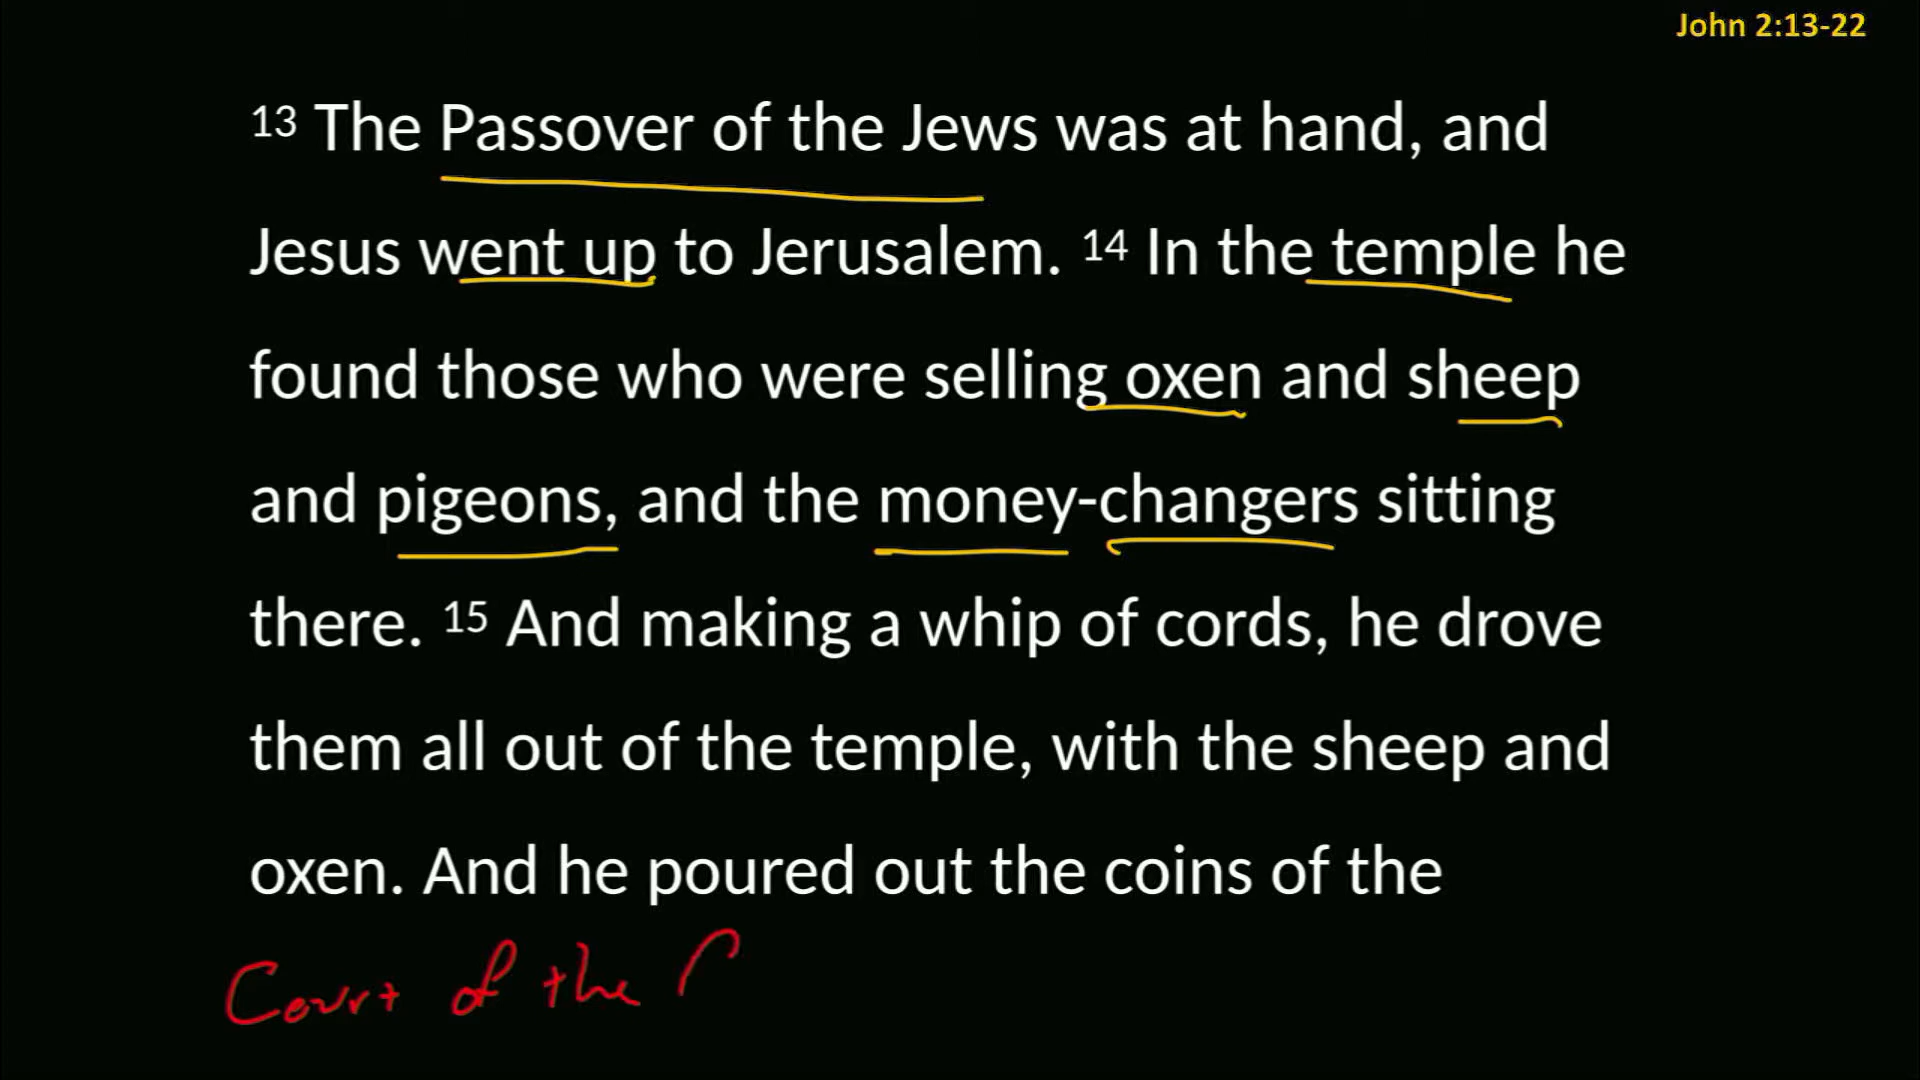 John 2:13-22
13 The Passover of the Jews was at hand, and
Jesus went up to Jerusalem. 14 In the temple he
found those who were selling oxen and sheep
and pigeons, and the money-changers sitting
there. 15 And making a whip of cords, he drove
them all out of the temple, with the sheep and
oxen. And he poured out the coins of the
Court of the